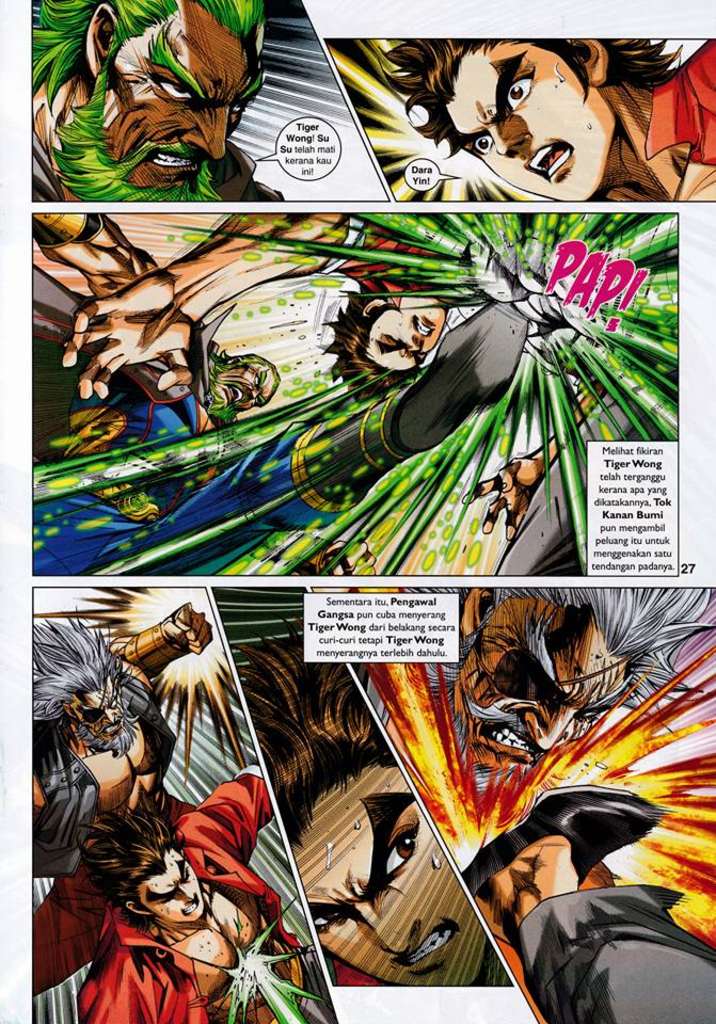 Tiger
Wong! Su
Su telah mati
kerana kau
ini!
Dara
Yin!
PAP!
Melihat fikiran
Tiger Wong
telah terganggu
kerana apa yang
dikatakannya, Tok
Kanan Bumi
pun mengambil
peluang itu untuk
menggenakan satu
tendangan padanya.
27
Sementara itu, Pengawal
Gangsa pun cuba menyerang
Tiger Wong dari belakang secara
curi-curi tetapi Tiger Wong
menyerangnya terlebih dahulu.